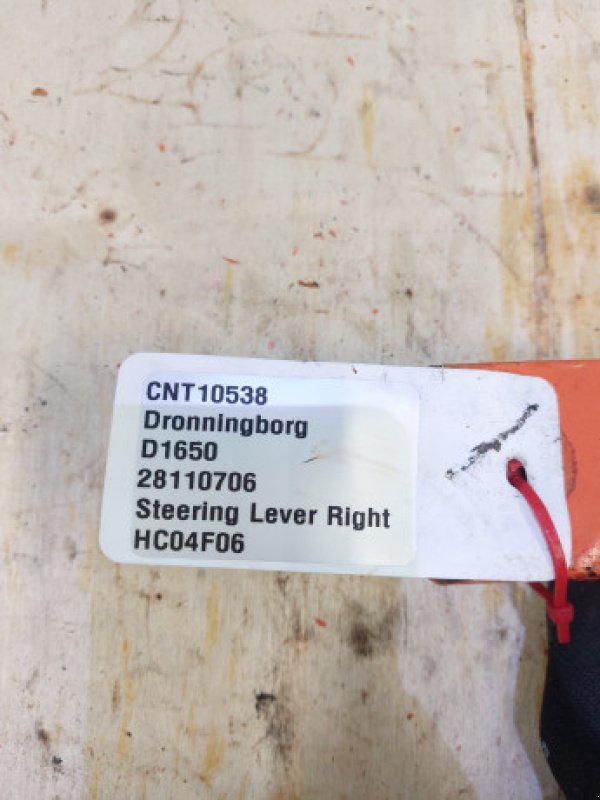 CNT10538
Dronningborg
D1650
28110706
Steering Lever Right
HC04F06